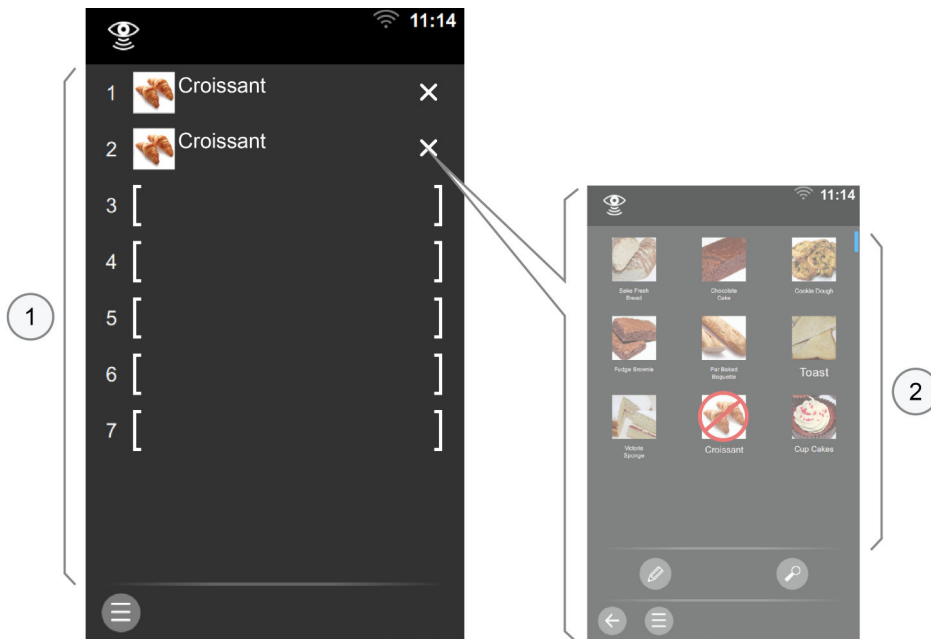 11:14
1 Croissant ✕
2 Croissant ✕
3 [ ]
4 [ ]
5 [ ]
6 [ ]
7 [ ]
1
11:14
Bake Fresh
Bread
Chocolate
Cake
Cookie Dough
Fudge Brownie
Par Baked
Baguette
Toast
Victoria
Sponge
Croissant
Cup Cakes
2